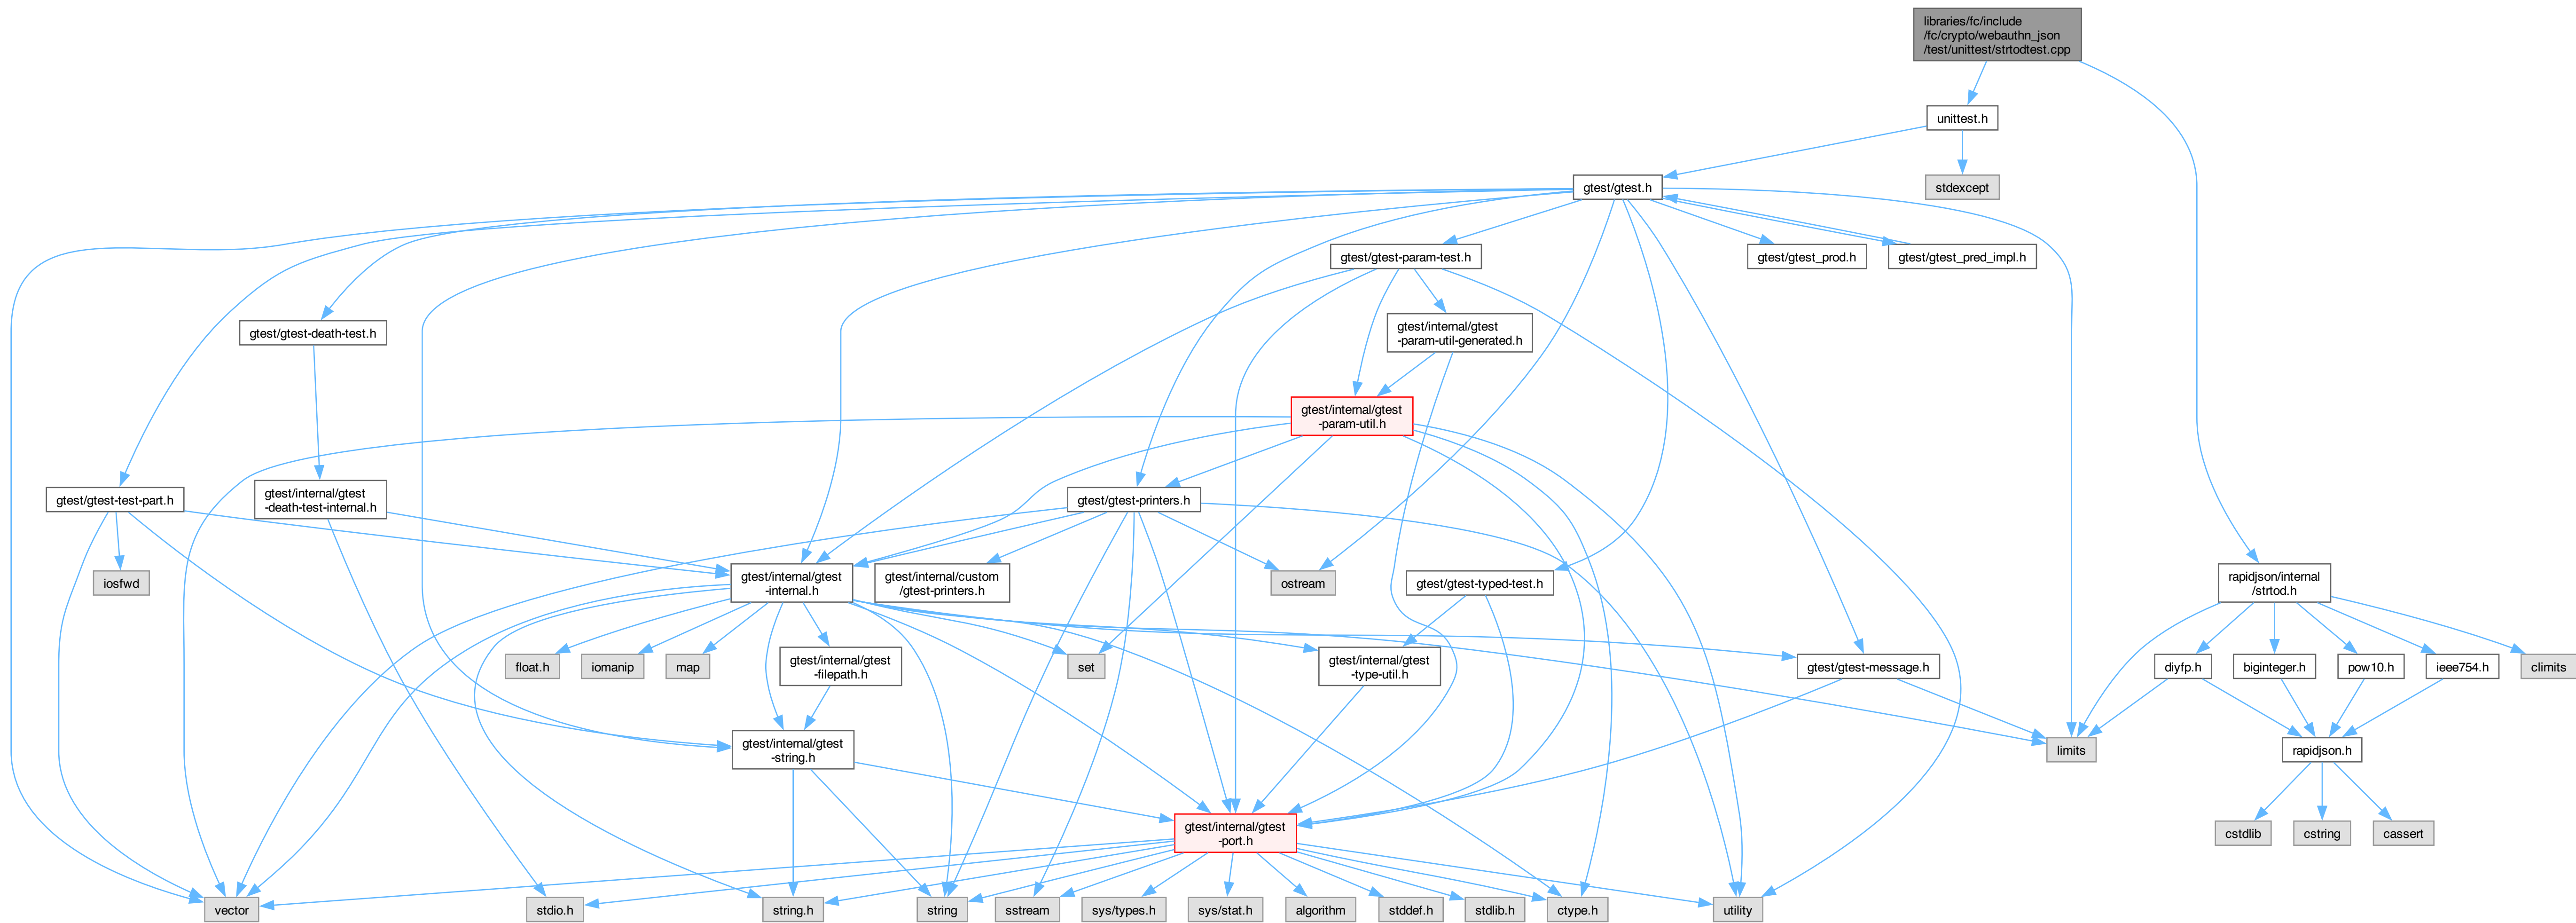 libraries/fc/include
/fc/crypto/webauthn_json
/test/unittest/strtodtest.cpp
unittest.h
gtest/gtest.h
stdexcept
gtest/gtest-param-test.h
gtest/gtest_prod.h
gtest/gtest_pred_impl.h
gtest/gtest-death-test.h
gtest/internal/gtest
-param-util-generated.h
gtest/internal/gtest
-param-util.h
gtest/gtest-test-part.h
gtest/internal/gtest
-death-test-internal.h
gtest/gtest-printers.h
iosfwd
gtest/internal/gtest
-internal.h
gtest/internal/custom
/gtest-printers.h
ostream
gtest/gtest-typed-test.h
rapidjson/internal
/strtod.h
float.h
iomanip
map
gtest/internal/gtest
-filepath.h
set
gtest/internal/gtest
-type-util.h
gtest/gtest-message.h
diyfp.h
biginteger.h
pow10.h
ieee754.h
climits
gtest/internal/gtest
-string.h
limits
rapidjson.h
gtest/internal/gtest
-port.h
cstdlib
cstring
cassert
vector
stdio.h
string.h
string
sstream
sys/types.h
sys/stat.h
algorithm
stddef.h
stdlib.h
ctype.h
utility